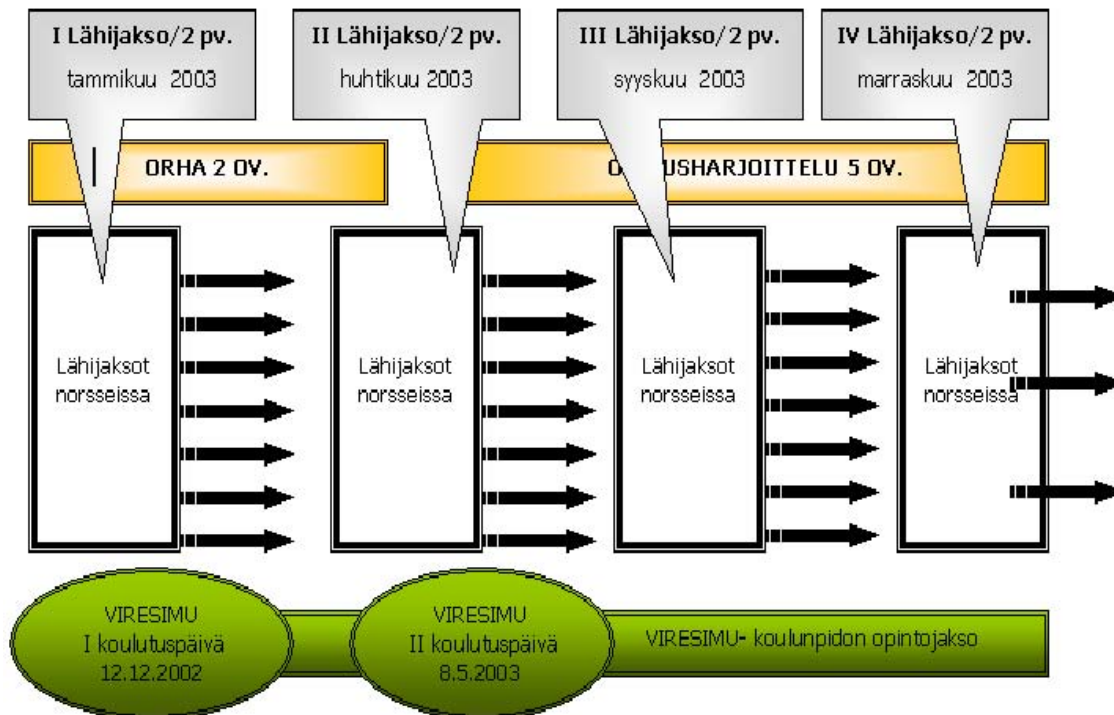 I Lähijakso/2 pv.
tammikuu 2003
II Lähijakso/2 pv.
huhtikuu 2003
III Lähijakso/2 pv.
syyskuu 2003
IV Lähijakso/2 pv.
marraskuu 2003
ORHA 2 OV.
5 OV.
Lähijaksot
norsseissa
Lähijaksot
norsseissa
Lähijaksot
norsseissa
Lähijaksot
norsseissa
VIRESIMU
I koulutuspäivä
12.12.2002
VIRESIMU
II koulutuspäivä
8.5.2003
VIRESIMU- koulunpidon opintojakso